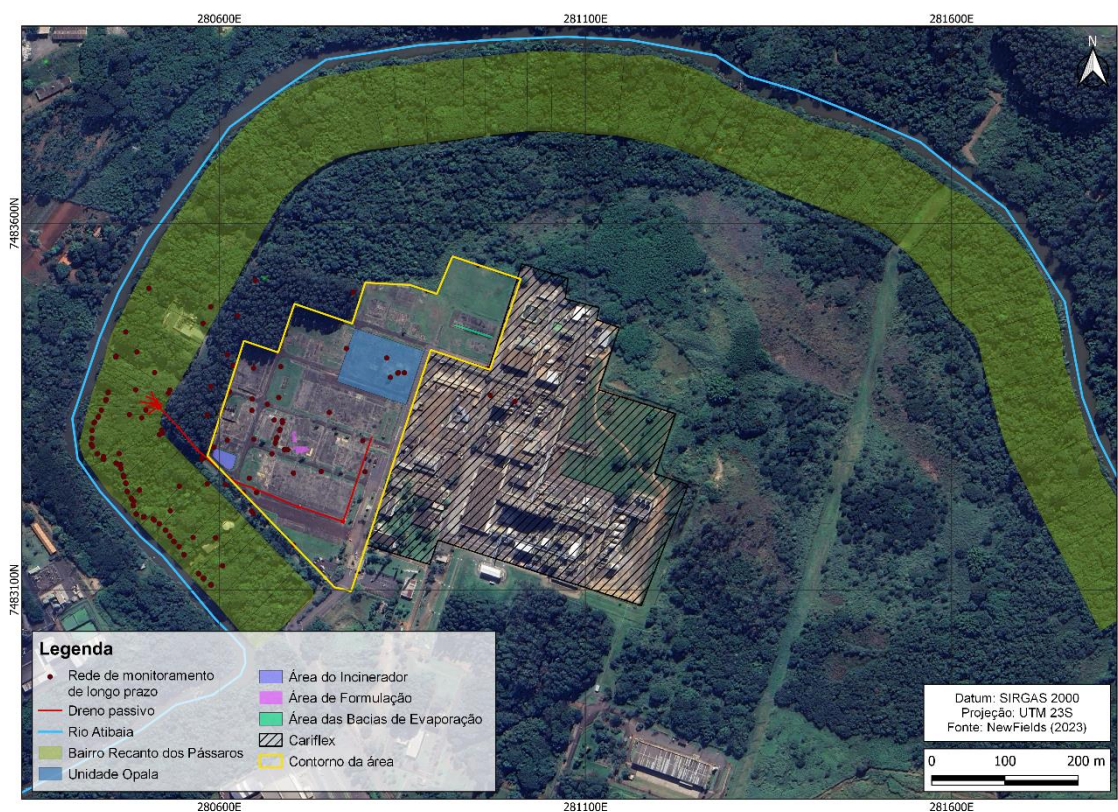 280600E
281100E
281600E
N
7483600N
7483100N
Legenda
Rede de monitoramento
de longo prazo
Dreno passivo
Rio Atibaia
Bairro Recanto dos Pássaros
Unidade Opala
Área do Incinerador
Área de Formulação
Área das Bacias de Evaporação
Cariflex
Contorno da área
Datum: SIRGAS 2000
Projeção: UTM 23S
Fonte: NewFields (2023)
0 100 200 m
7483600N
7483100N
280600E
281100E
281600E